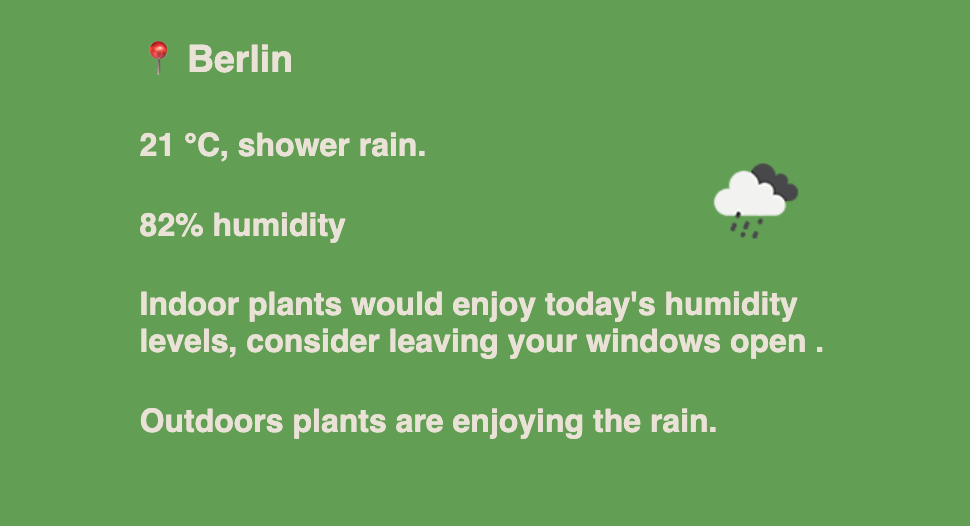 Berlin
21 °C, shower rain.
82% humidity
Indoor plants would enjoy today's humidity
levels, consider leaving your windows open .
Outdoors plants are enjoying the rain.